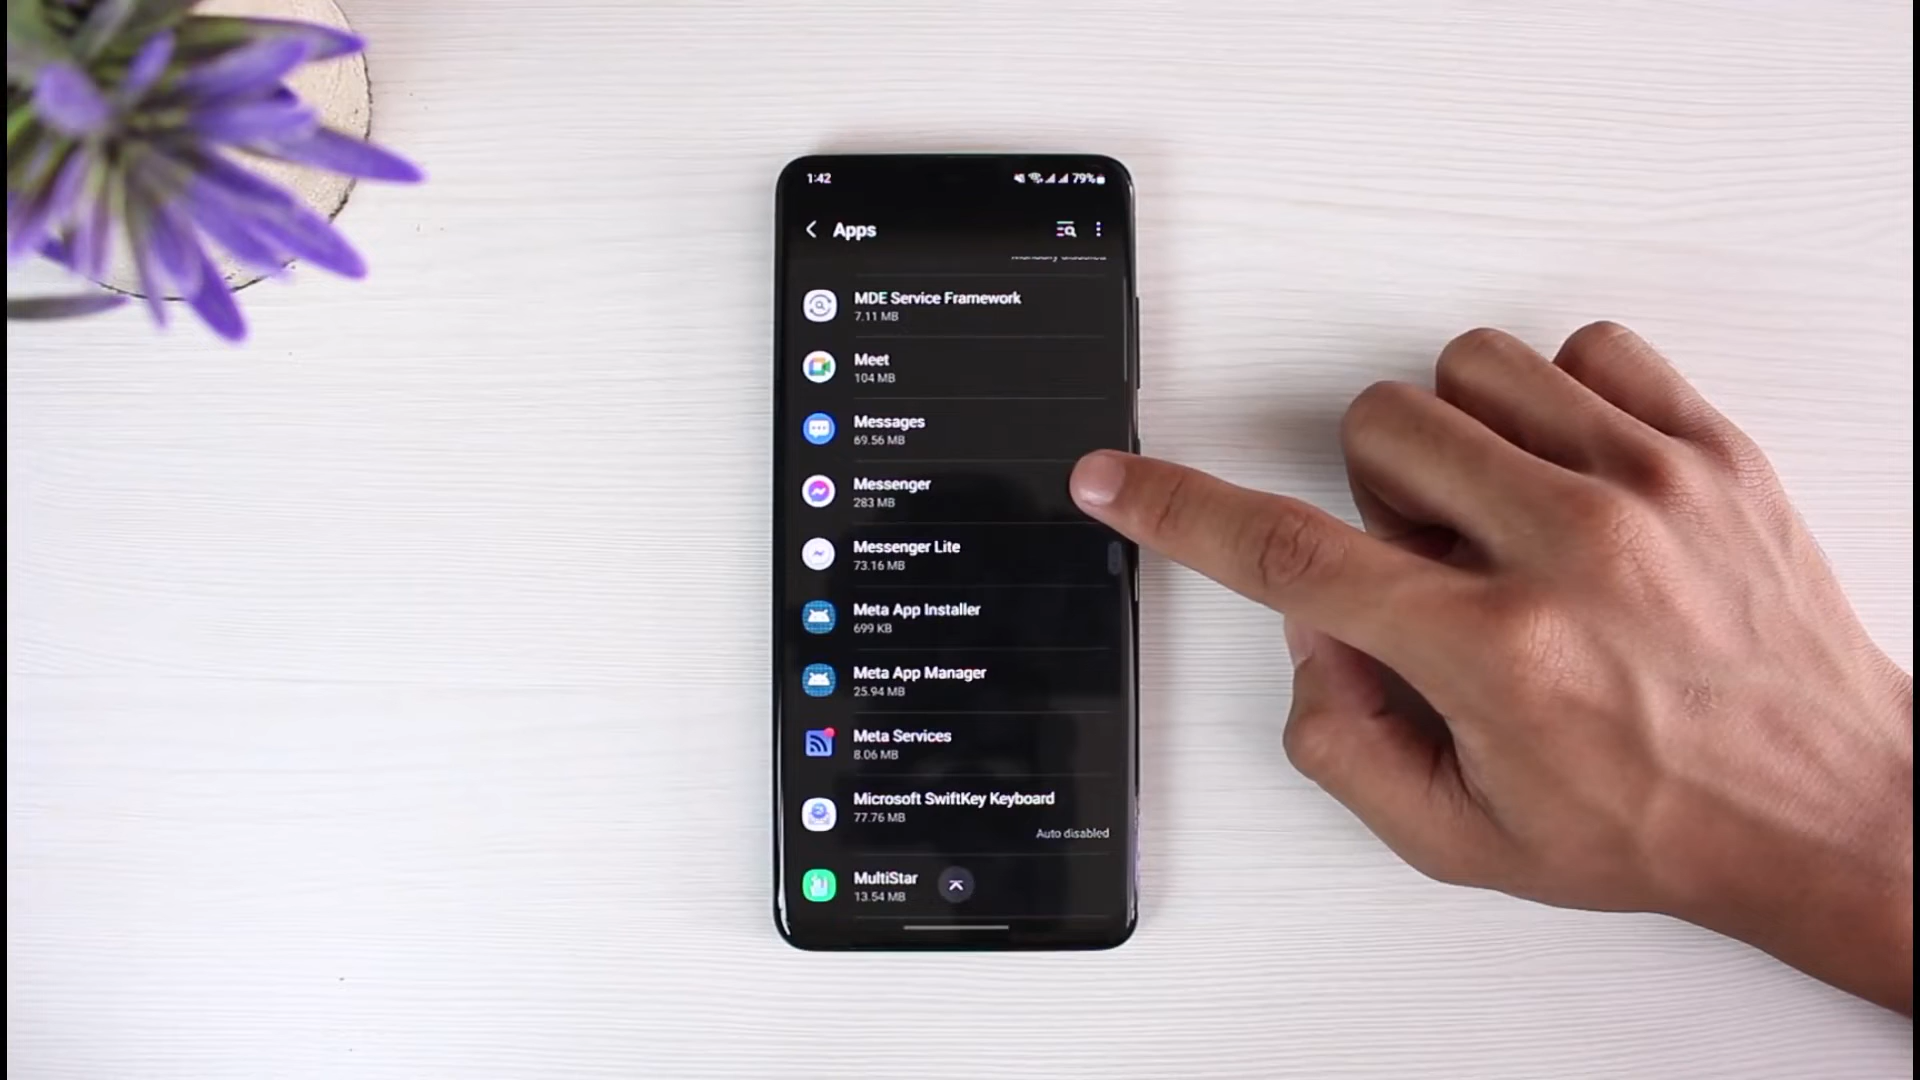 1:42
79%
Apps
Manually disabled
MDE Service Framework
7.11 MB
Meet
104 MB
Messages
69.56 MB
Messenger
283 MB
Messenger Lite
73.16 MB
Meta App Installer
699 KB
Meta App Manager
25.94 MB
Meta Services
8.06 MB
Microsoft SwiftKey Keyboard
77.76 MB
Auto disabled
MultiStar
13.54 MB